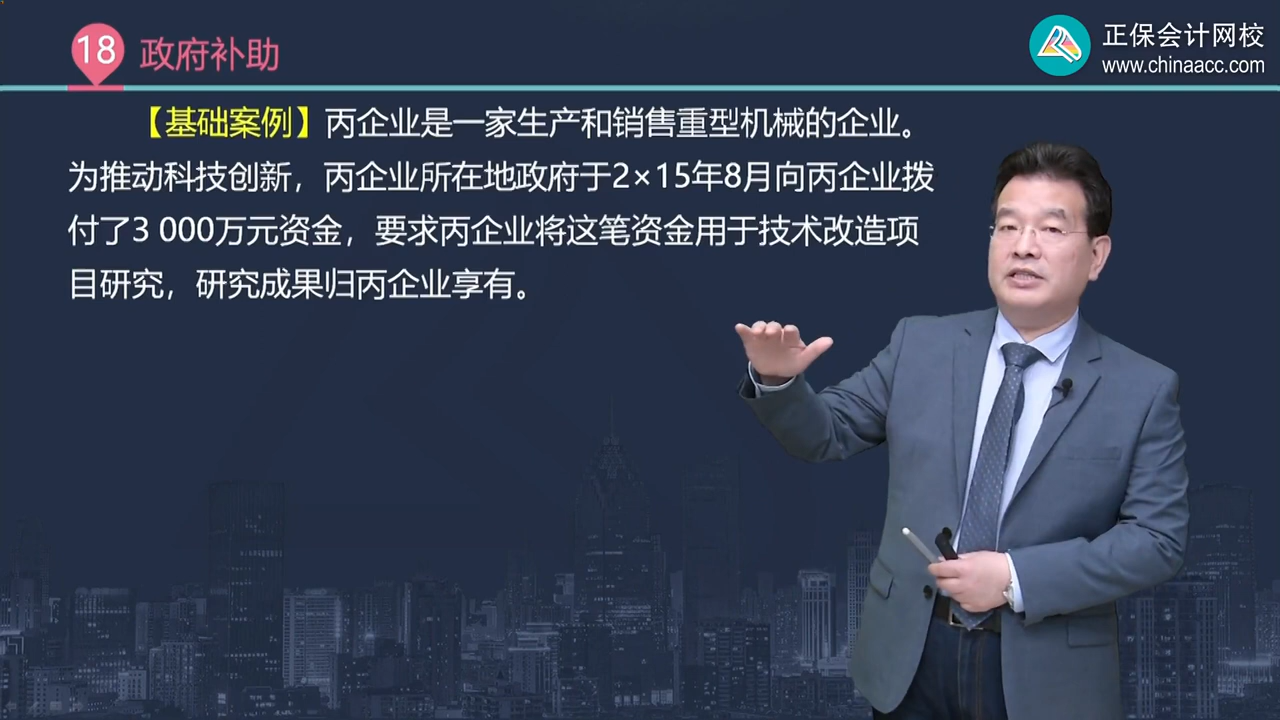 18 政府补助
正保会计网校
www.chinaacc.com
【基础案例】丙企业是一家生产和销售重型机械的企业。
为推动科技创新，丙企业所在地政府于2×15年8月向丙企业拨
付了3 000万元资金，要求丙企业将这笔资金用于技术改造项
目研究，研究成果归丙企业享有。